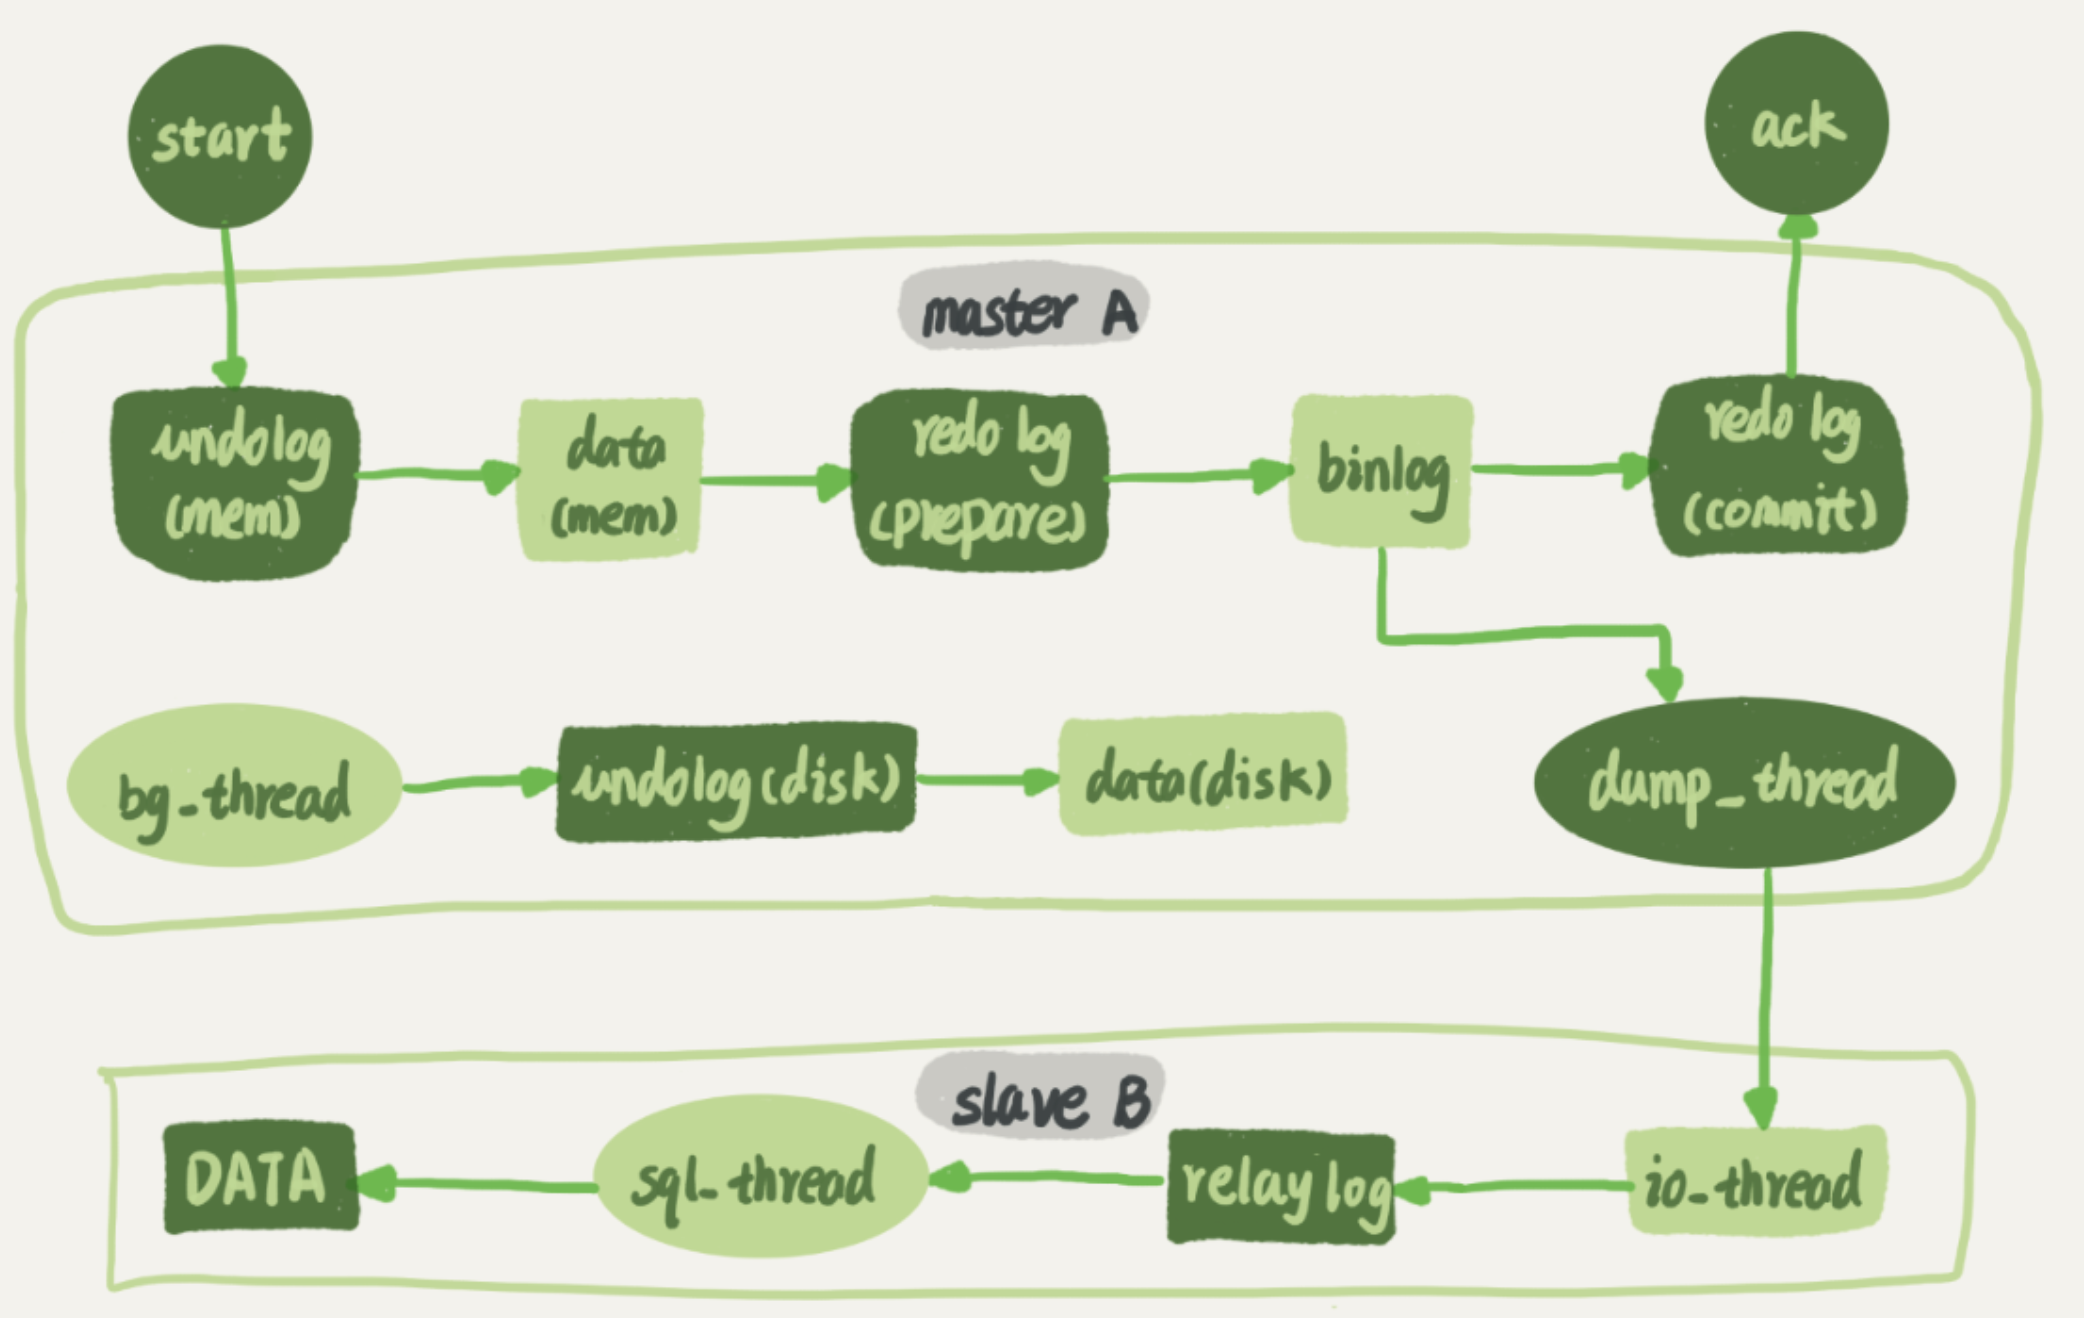 start
ack
master A
undolog
(mem)
data
(mem)
redo log
(prepare)
binlog
redo log
(commit)
bg_thread
undolog(disk)
data(disk)
dump_thread
slave B
DATA
sql_thread
relay log
io_thread